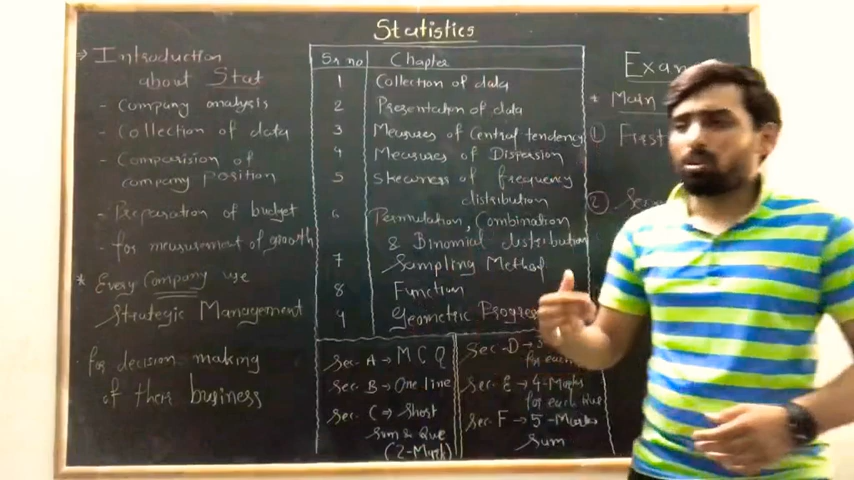 Statistics
⇒ Introduction
about Stat
- Company analysis
- Collection of data
- Comparision of
company position
- Preparation of budget
- for measurement of growth
* Every Company use
Strategic Management
for decision making
of their business
Sr no Chapter
1 Collection of data
2 Presentation of data
3 Measures of Central tendency
4 Measures of Dispersion
5 Skewness of frequency
distribution
6 Permutation, Combination
& Binomial distribution
7 Sampling Method
8 Function
9 Geometric
Sec. A → MCQ
Sec. B → One line
Sec. C ⇒ Short
Sum & Que
(2-Mark)
Sec - D → 3
for each
Sec. E → 4-Marks
for each
Sec. F → 5-Marks
Sum
* Main
① First
②